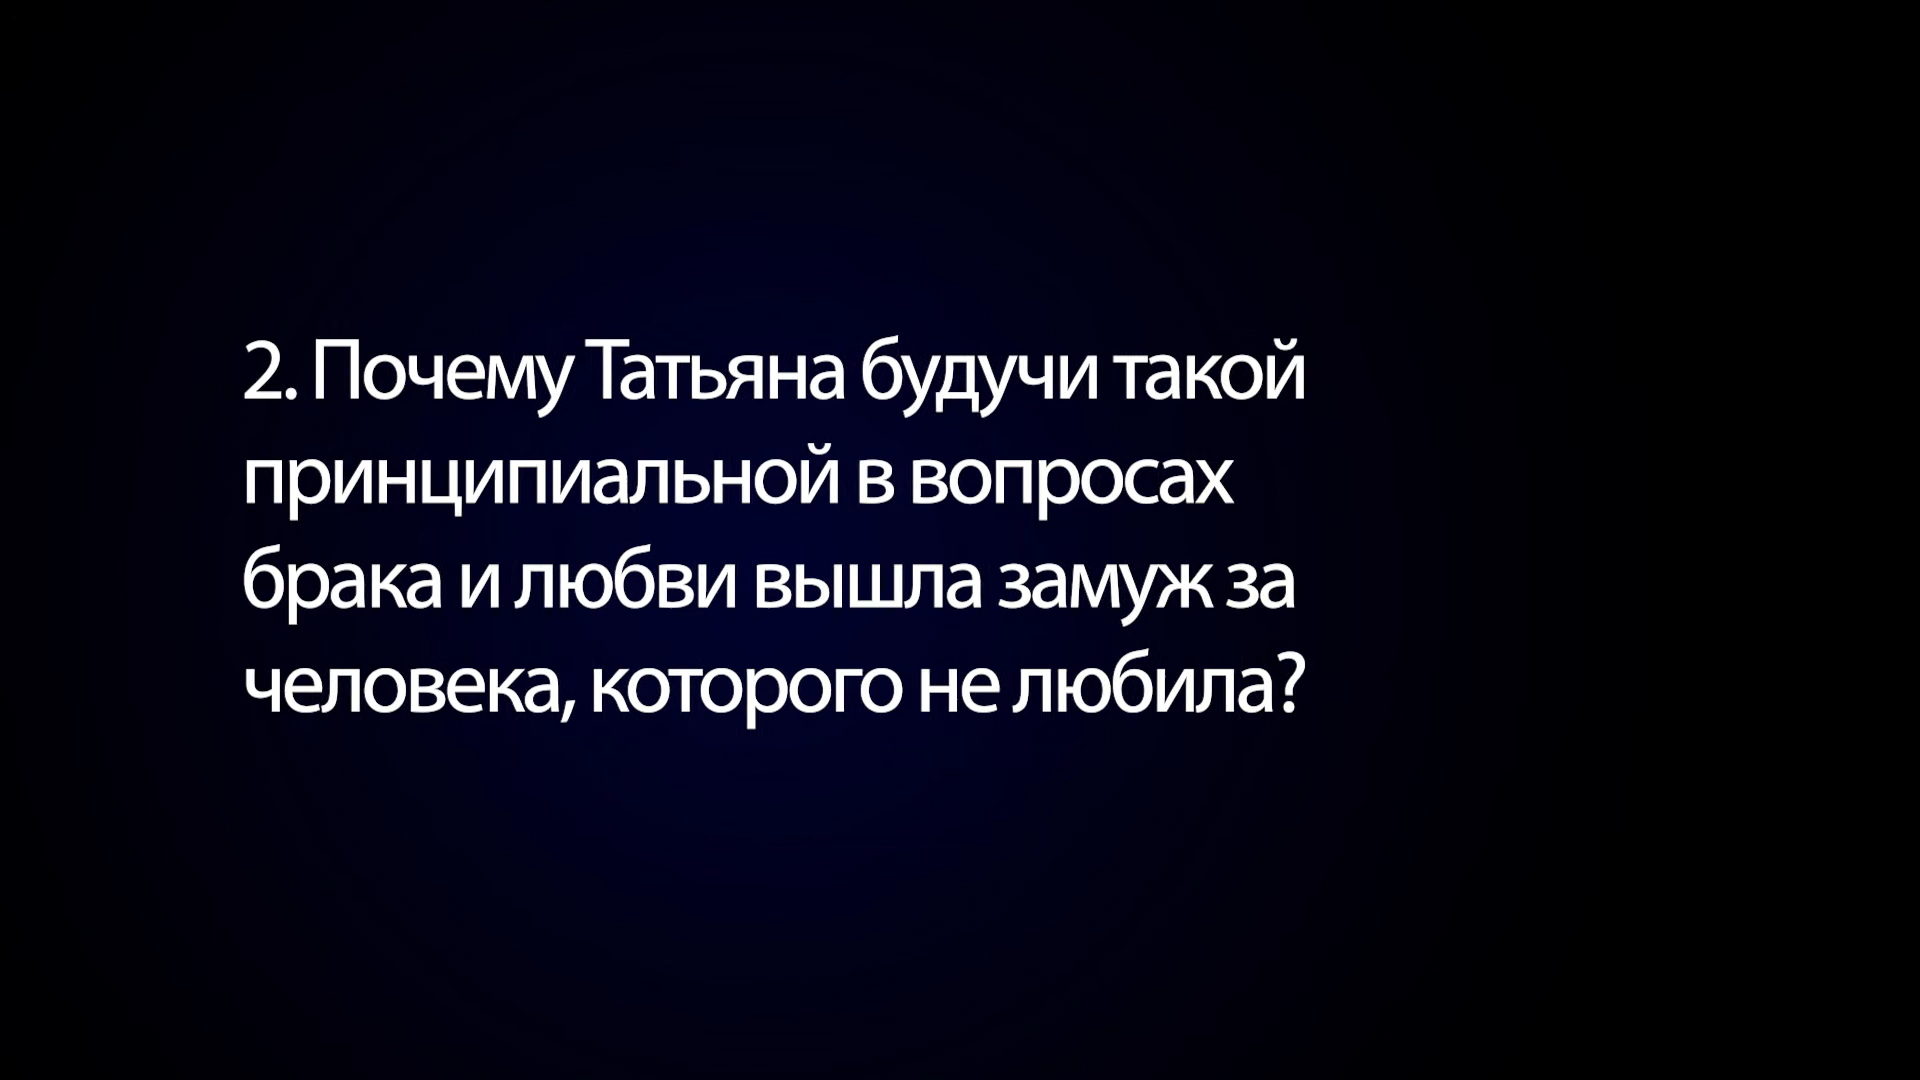 2. Почему Татьяна будучи такой
принципиальной в вопросах
брака и любви вышла замуж за
человека, которого не любила?